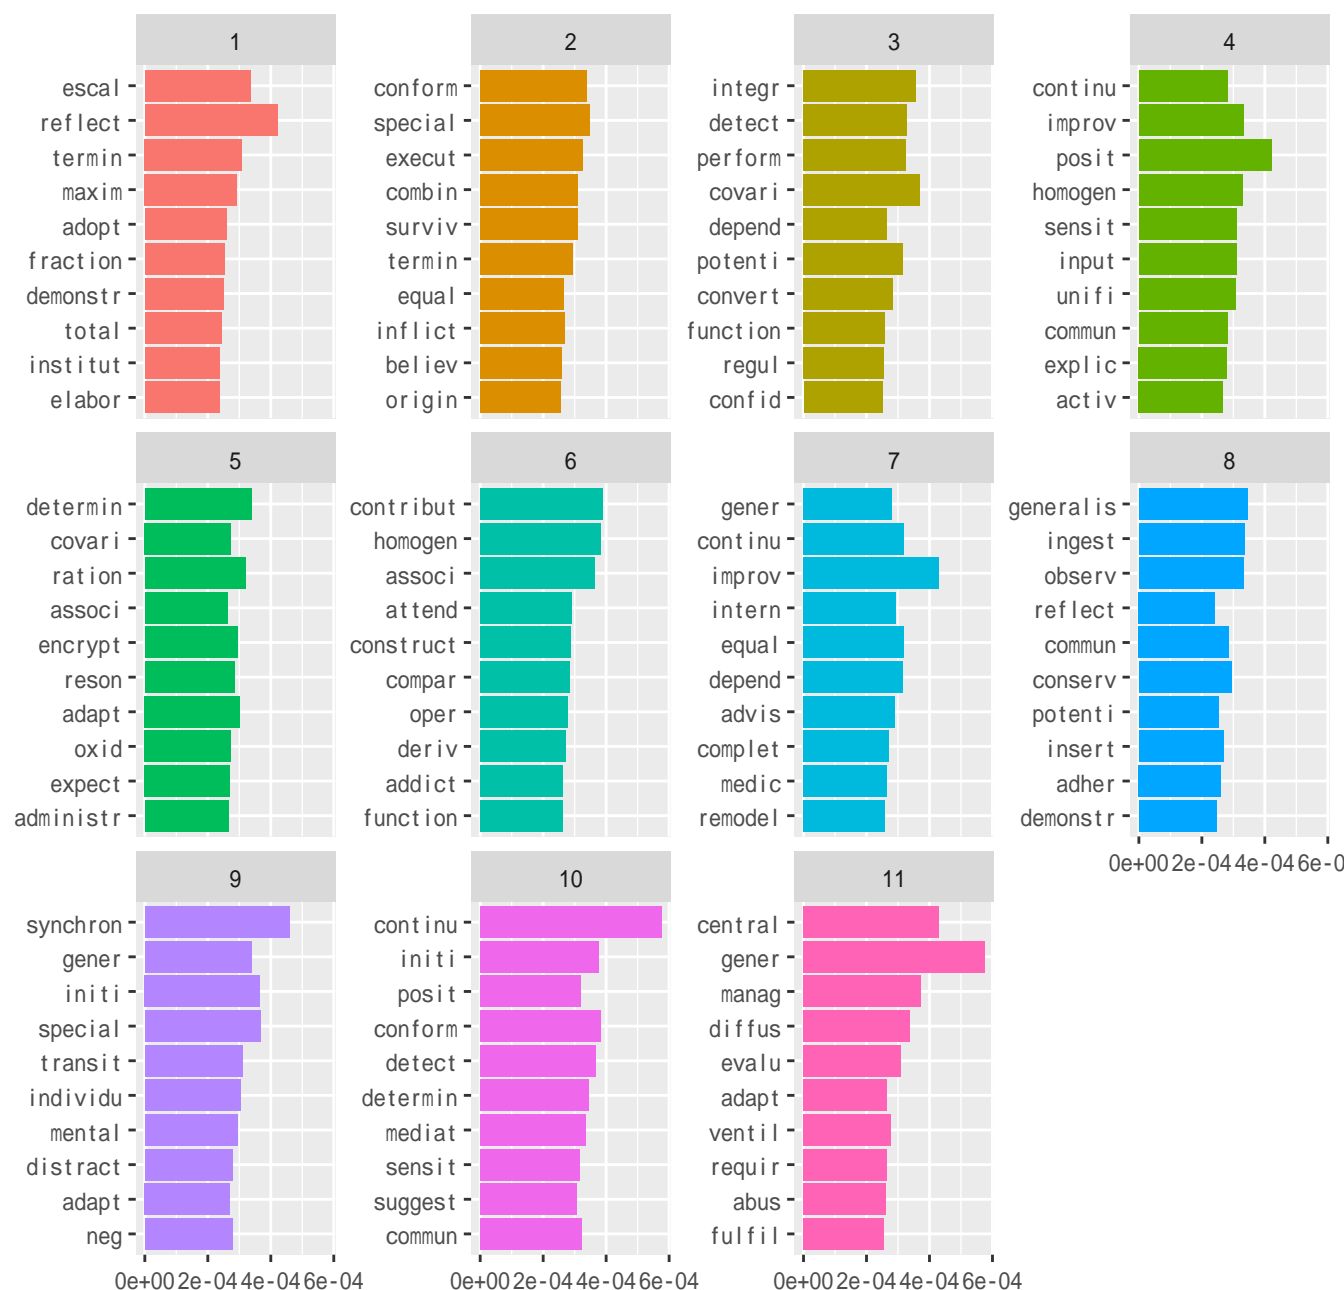 1
escal
reflect
termin
maxim
adopt
fraction
demonstr
total
institut
elabor
2
conform
special
execut
combin
surviv
termin
equal
inflict
believ
origin
3
integr
detect
perform
covari
depend
potenti
convert
function
regul
confid
4
continu
improv
posit
homogen
sensit
input
unifi
commun
explic
activ
5
determin
covari
ration
associ
encrypt
reson
adapt
oxid
expect
administr
6
contribut
homogen
associ
attend
construct
compar
oper
deriv
addict
function
7
gener
continu
improv
intern
equal
depend
advis
complet
medic
remodel
8
generalis
ingest
observ
reflect
commun
conserv
potenti
insert
adher
demonstr
0e+00 2e-04 4e-04 6e-0
9
synchron
gener
initi
special
transit
individu
mental
distract
adapt
neg
0e+00 2e-04 4e-04 6e-04
10
continu
initi
posit
conform
detect
determin
mediat
sensit
suggest
commun
0e+00 2e-04 4e-04 6e-04
11
central
gener
manag
diffus
evalu
adapt
ventil
requir
abus
fulfil
0e+00 2e-04 4e-04 6e-04